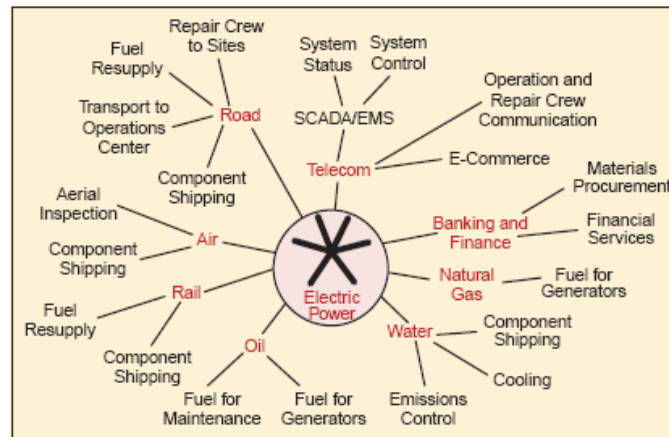 Repair Crew
to Sites
Fuel
Resupply
Transport to
Operations
Center
Road
Component
Shipping
System
Status
System
Control
SCADA/EMS
Telecom
Operation and
Repair Crew
Communication
E-Commerce
Materials
Procurement
Banking and
Finance
Financial
Services
Natural
Gas
Fuel for
Generators
Aerial
Inspection
Air
Component
Shipping
Rail
Fuel
Resupply
Component
Shipping
Electric
Power
Oil
Fuel for
Maintenance
Fuel for
Generators
Water
Component
Shipping
Cooling
Emissions
Control